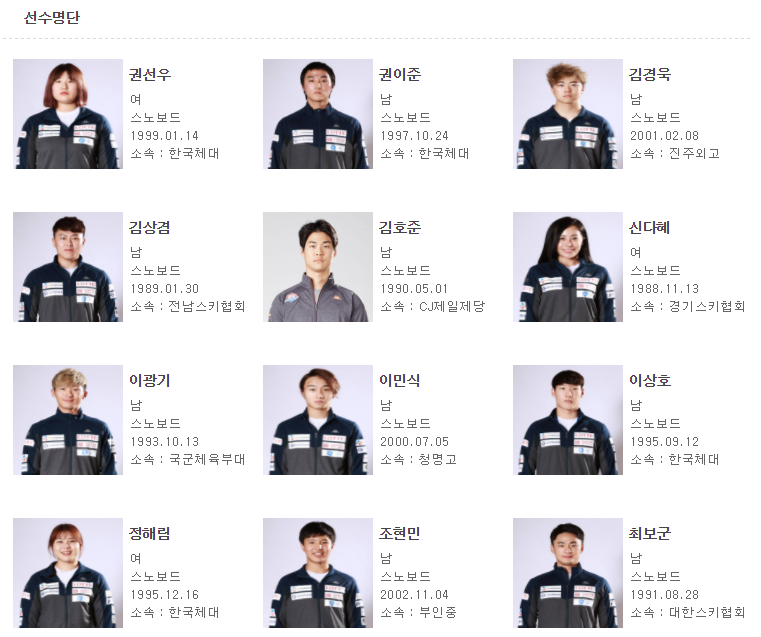 선수명단
권선우
여
스노보드
1999.01.14
소속 : 한국체대
권이준
남
스노보드
1997.10.24
소속 : 한국체대
김경욱
남
스노보드
2001.02.08
소속 : 진주외고
김상겸
남
스노보드
1989.01.30
소속 : 전남스키협회
김호준
남
스노보드
1990.05.01
소속 : CJ제일제당
신다혜
여
스노보드
1988.11.13
소속 : 경기스키협회
이광기
남
스노보드
1993.10.13
소속 : 국군체육부대
이민식
남
스노보드
2000.07.05
소속 : 청명고
이상호
남
스노보드
1995.09.12
소속 : 한국체대
정해림
여
스노보드
1995.12.16
소속 : 한국체대
조현민
남
스노보드
2002.11.04
소속 : 부인중
최보군
남
스노보드
1991.08.28
소속 : 대한스키협회